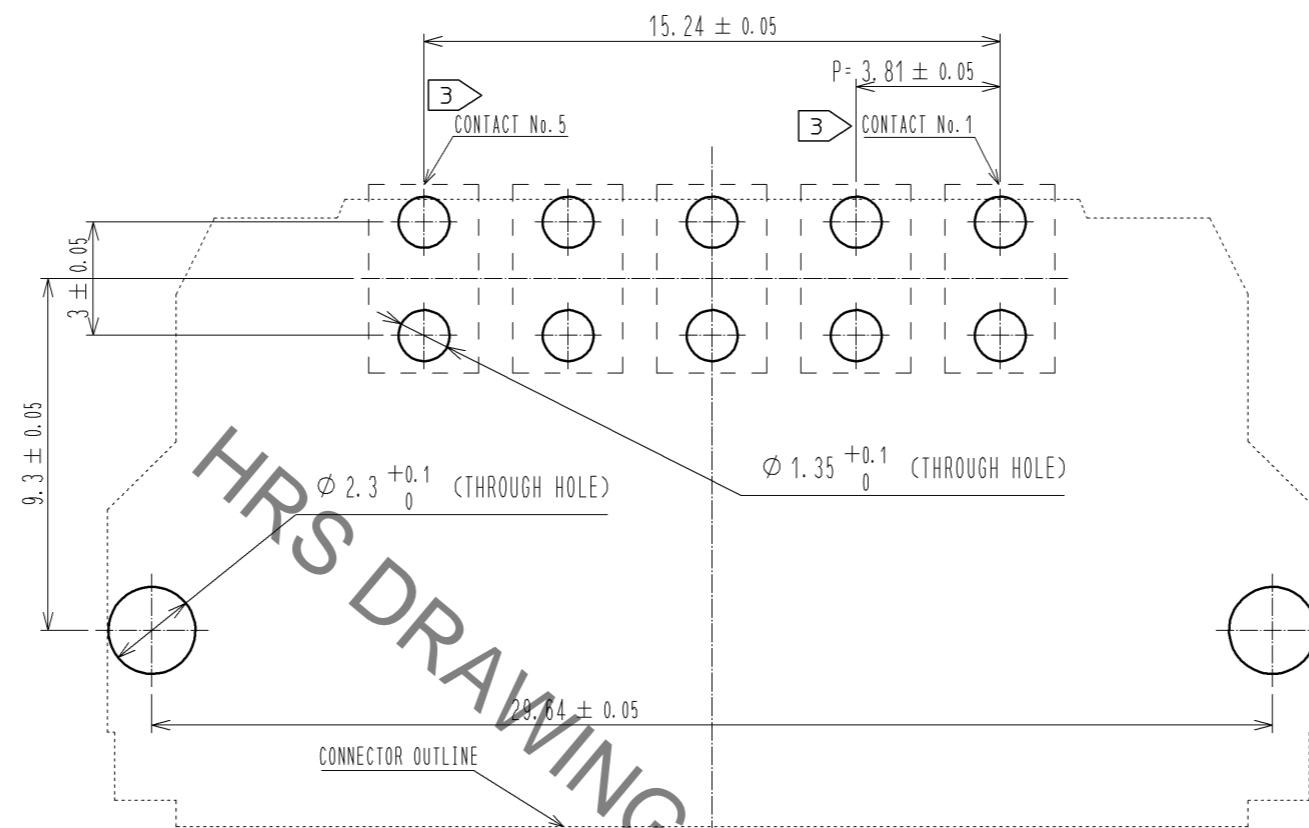 15.24 ± 0.05
P= 3.81 ± 0.05
3
CONTACT No.5
3
CONTACT No.1
3 ± 0.05
9.3 ± 0.05
Ø 2.3 +0.1 0 (THROUGH HOLE)
Ø 1.35 +0.1 0 (THROUGH HOLE)
HRS DRAWING
29.64 ± 0.05
CONNECTOR OUTLINE